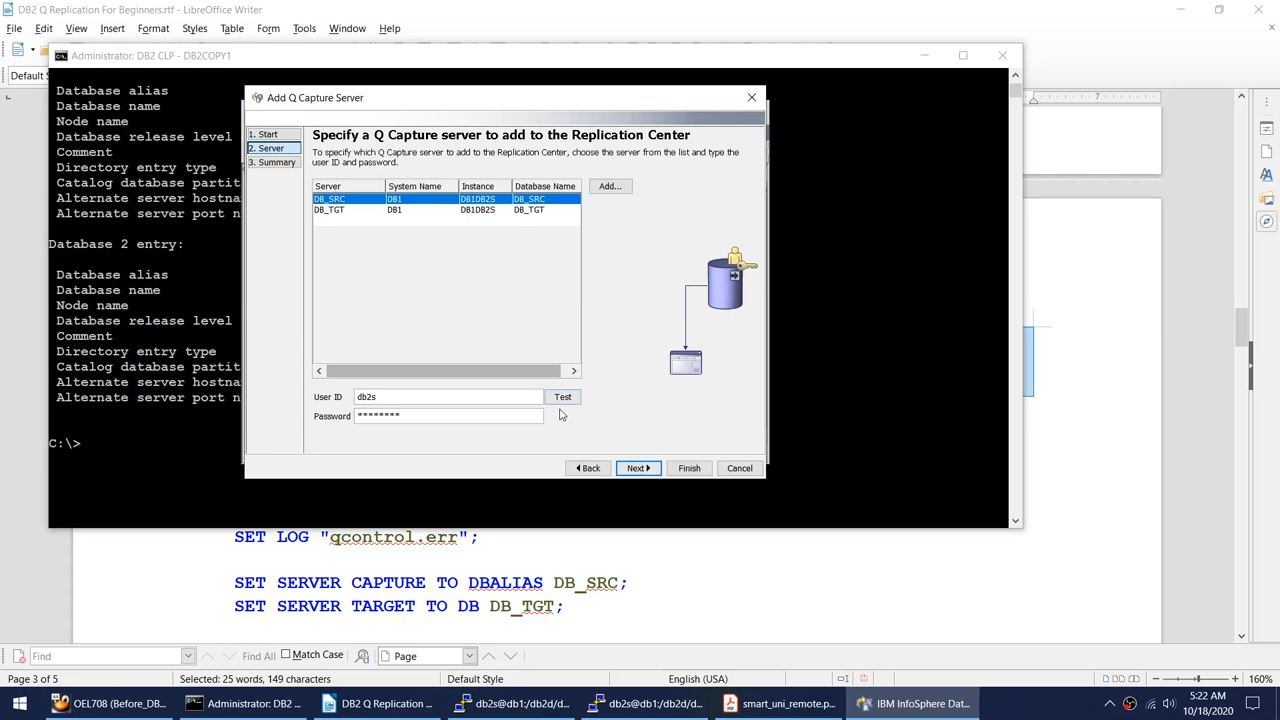 DB2 Q Replication For Beginners.rtf - LibreOffice Writer
File Edit View Insert Format Styles Table Form Tools Window Help
Administrator: DB2 CLP - DB2COPY1
Default S
7
Database alias
Database name
Node name
Database release level
Comment
Directory entry type
Catalog database partit
Alternate server hostna
Alternate server port n
Database 2 entry:
Database alias
Database name
Node name
Database release level
Comment
Directory entry type
Catalog database partit
Alternate server hostna
Alternate server port n
C:\>
Add Q Capture Server
1. Start
2. Server
3. Summary
Specify a Q Capture server to add to the Replication Center
To specify which Q Capture server to add to the Replication Center, choose the server from the list and type the
user ID and password.
Server System Name Instance Database Name Add...
DB_SRC DB1 DB1DB2S DB_SRC
DB_TGT DB1 DB1DB2S DB_TGT
User ID db2s Test
Password ********
Back Next Finish Cancel
SET LOG "qcontrol.err";
SET SERVER CAPTURE TO DBALIAS DB_SRC;
SET SERVER TARGET TO DB DB_TGT;
Find Find All Match Case Page
Page 3 of 5 Selected: 25 words, 149 characters Default Style English (USA) 160%
OEL708 (Before_DB... Administrator: DB2 ... DB2 Q Replication ... db2s@db1:/db2d/d... db2s@db1:/db2d/d... smart_uni_remote.p... IBM InfoSphere Dat...
5:22 AM
10/18/2020